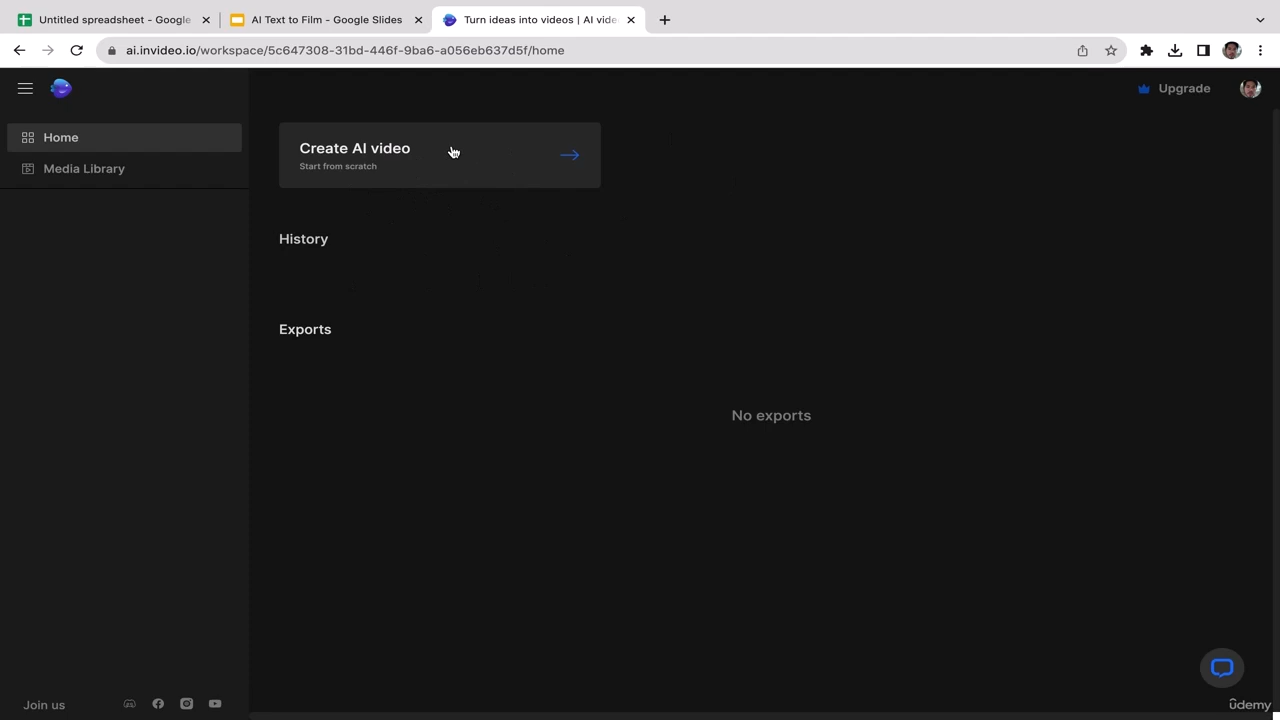 Untitled spreadsheet - Google
AI Text to Film - Google Slides
Turn ideas into videos | AI vide
ai.invideo.io/workspace/5c647308-31bd-446f-9ba6-a056eb637d5f/home
Upgrade
Home
Media Library
Create AI video
Start from scratch
History
Exports
No exports
Join us
ûdemy